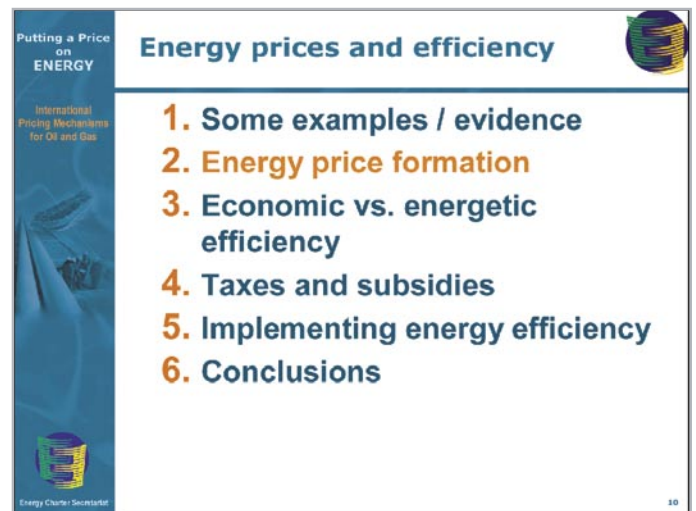 Putting a Price
on
ENERGY
International
Pricing Mechanisms
for Oil and Gas
Energy prices and efficiency
1. Some examples / evidence
2. Energy price formation
3. Economic vs. energetic
efficiency
4. Taxes and subsidies
5. Implementing energy efficiency
6. Conclusions
Energy Charter Secretariat
10